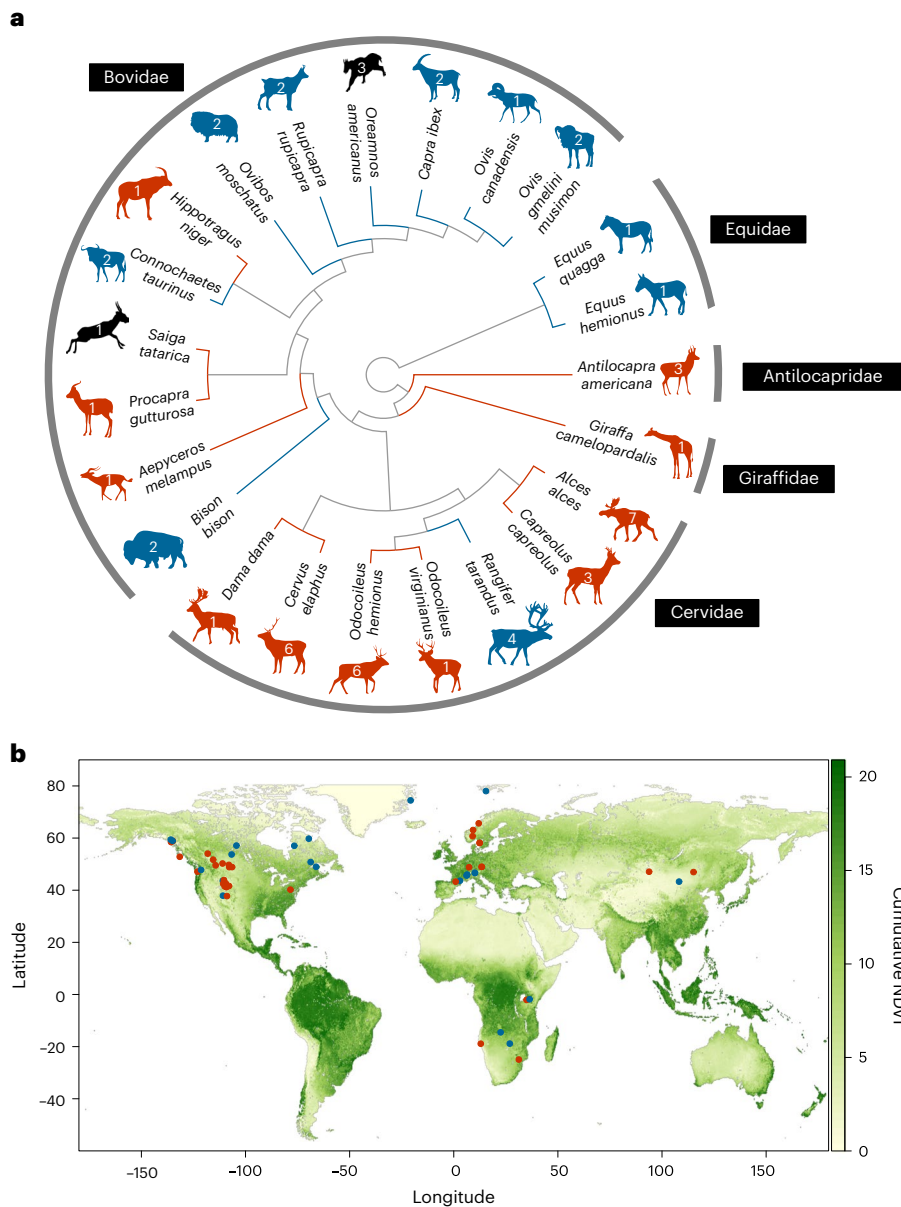 a
Bovidae
3
2
2
1
2
2
Rupicapra
rupicapra
Oreamnos
americanus
Capra ibex
Ovis
canadensis
Ovis
gmelini
musimon
Ovibos
moschatus
1
Hippotragus
niger
2
Connochaetes
taurinus
1
Saiga
tatarica
1
Procapra
gutturosa
1
Aepyceros
melampus
2
Bison
bison
Equidae
1
Equus
quagga
1
Equus
hemionus
Antilocapra
americana
3
Antilocapridae
Giraffa
camelopardalis
1
Giraffidae
Alces
alces
7
Capreolus
capreolus
3
Cervidae
Rangifer
tarandus
4
Odocoileus
virginianus
1
Odocoileus
hemionus
6
Cervus
elaphus
6
Dama dama
1
b
80
60
40
20
0
−20
−40
Latitude
−150
−100
−50
0
50
100
150
Longitude
20
15
10
5
0
Cumulative NDVI